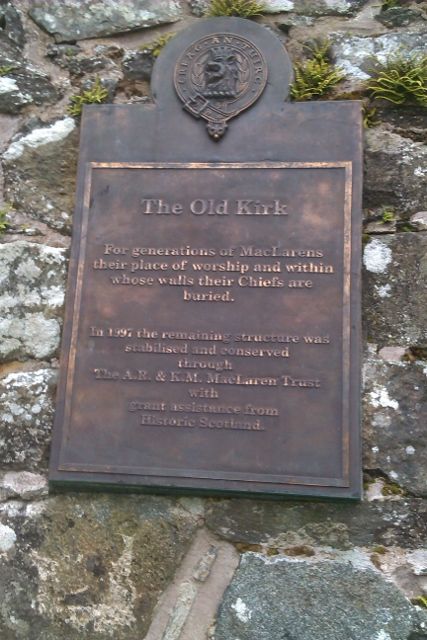 The Old Kirk
For generations of MacLarens
their place of worship and within
whose walls their Chiefs are
buried.
In 1997 the remaining structure was
stabilised and conserved
through
The A.R. & K.M. MacLaren Trust
with
grant assistance from
Historic Scotland.